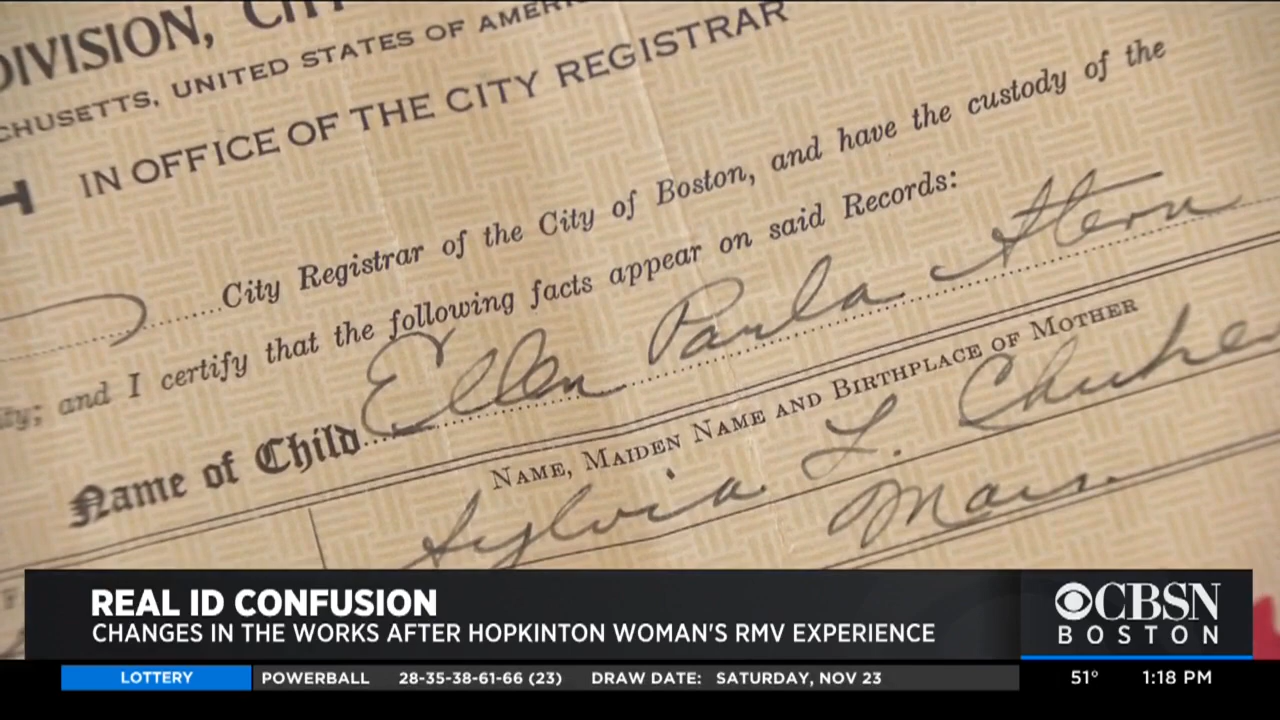 DIVISION, CIT
CHUSETTS, UNITED STATES OF AMER
H IN OFFICE OF THE CITY REGISTRAR
City Registrar of the City of Boston, and have the custody of the
ty; and I certify that the following facts appear on said Records:
Name of Child Ellen Paula Stern
NAME, MAIDEN NAME AND BIRTHPLACE OF MOTHER
Sylvia L.
REAL ID CONFUSION
CHANGES IN THE WORKS AFTER HOPKINTON WOMAN'S RMV EXPERIENCE
CBSN
BOSTON
LOTTERY POWERBALL 28-35-38-61-66 (23) DRAW DATE: SATURDAY, NOV 23 51° 1:18 PM